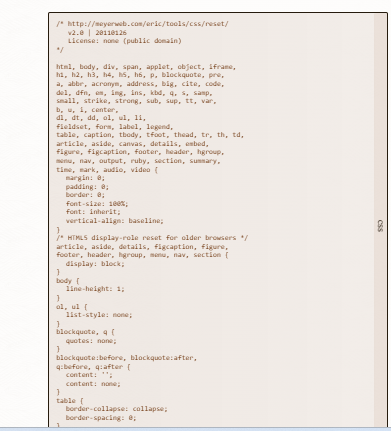 /* http://meyerweb.com/eric/tools/css/reset/
v2.0 | 20110126
License: none (public domain)
*/
html, body, div, span, applet, object, iframe,
h1, h2, h3, h4, h5, h6, p, blockquote, pre,
a, abbr, acronym, address, big, cite, code,
del, dfn, em, img, ins, kbd, q, s, samp,
small, strike, strong, sub, sup, tt, var,
b, u, i, center,
dl, dt, dd, ol, ul, li,
fieldset, form, label, legend,
table, caption, tbody, tfoot, thead, tr, th, td,
article, aside, canvas, details, embed,
figure, figcaption, footer, header, hgroup,
menu, nav, output, ruby, section, summary,
time, mark, audio, video {
margin: 0;
padding: 0;
border: 0;
font-size: 100%;
font: inherit;
vertical-align: baseline;
}
/* HTML5 display-role reset for older browsers */
article, aside, details, figcaption, figure,
footer, header, hgroup, menu, nav, section {
display: block;
}
body {
line-height: 1;
}
ol, ul {
list-style: none;
}
blockquote, q {
quotes: none;
}
blockquote:before, blockquote:after,
q:before, q:after {
content: '';
content: none;
}
table {
border-collapse: collapse;
border-spacing: 0;
}
CSS